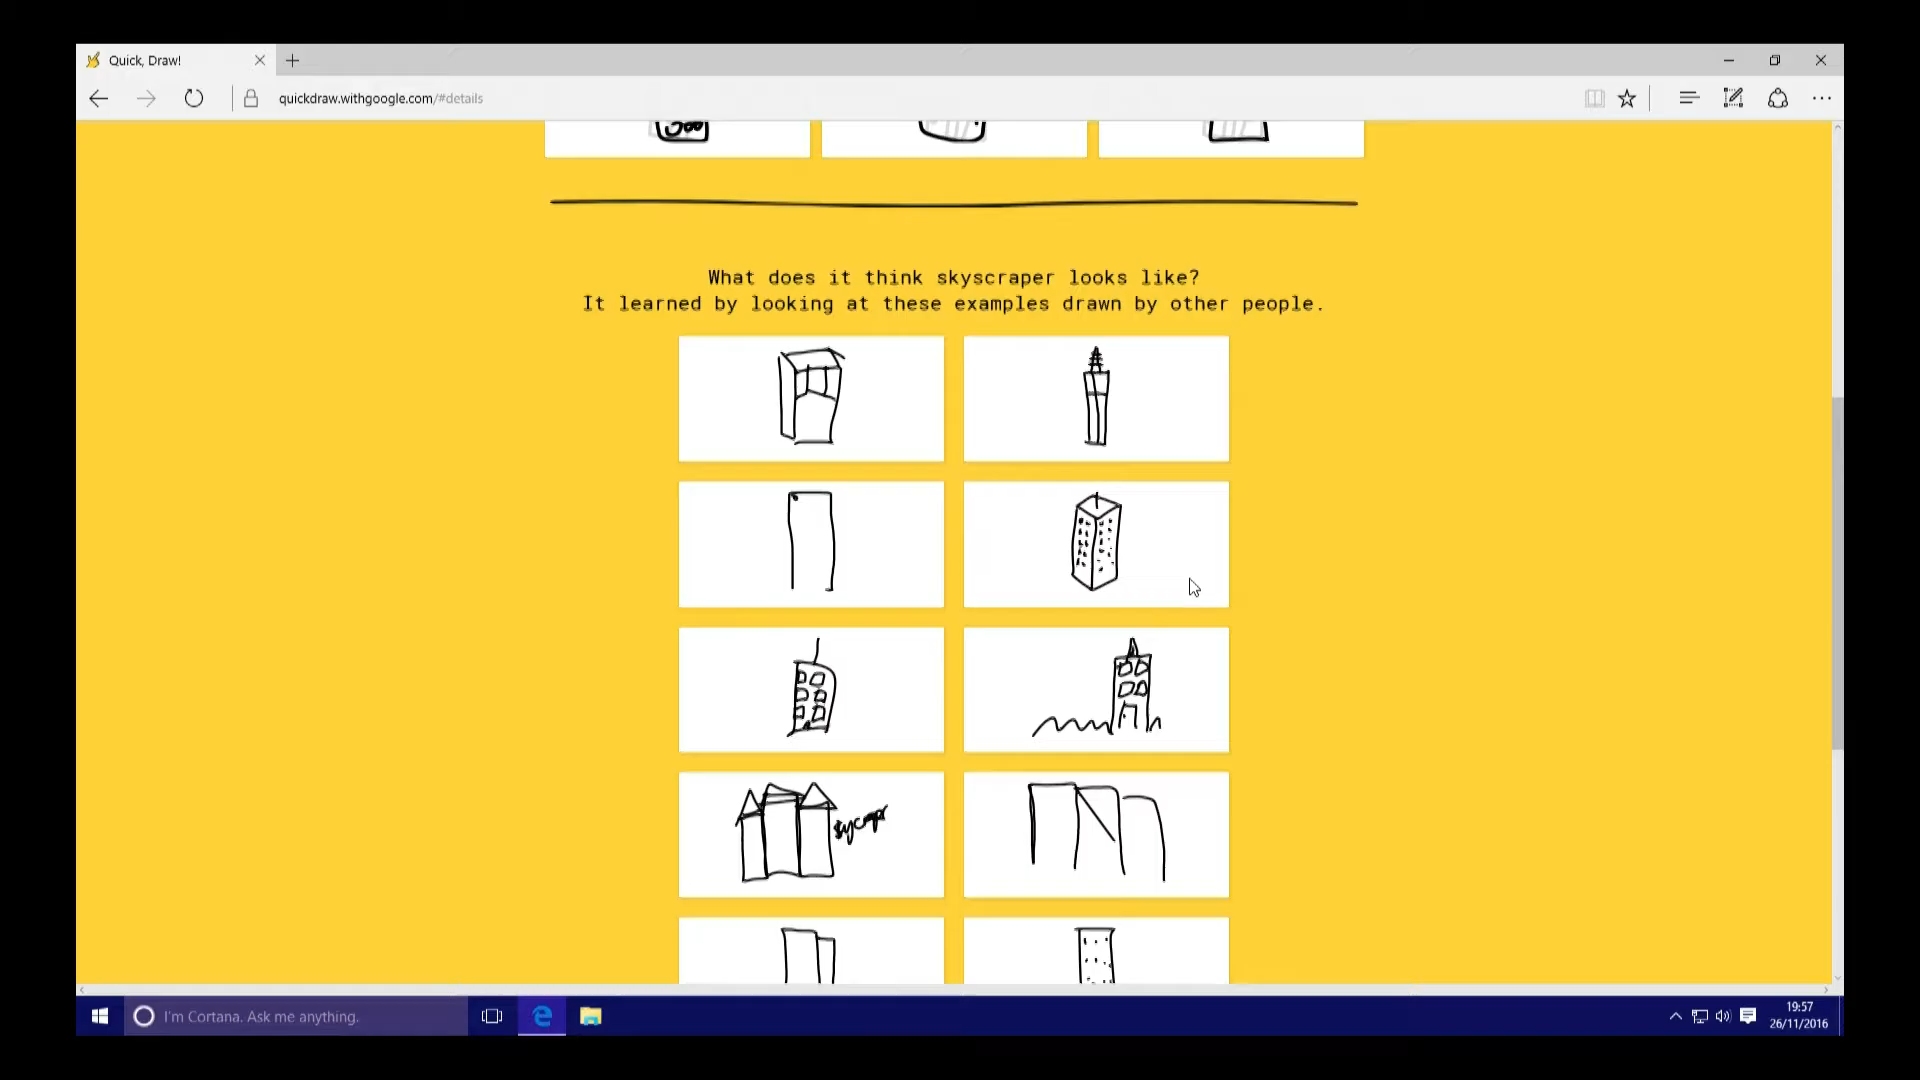 Quick, Draw!
quickdraw.withgoogle.com/#details
What does it think skyscraper looks like?
It learned by looking at these examples drawn by other people.
I'm Cortana. Ask me anything.
19:57
26/11/2016